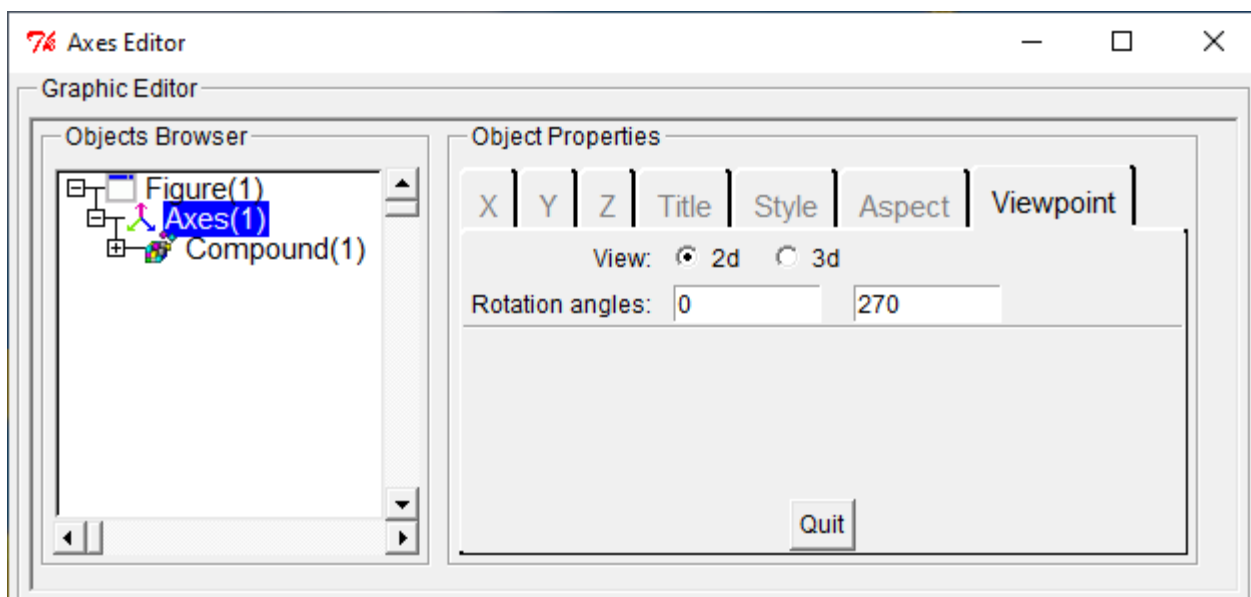 Axes Editor
Graphic Editor
Objects Browser
Figure(1)
Axes(1)
Compound(1)
Object Properties
X Y Z Title Style Aspect Viewpoint
View: 2d 3d
Rotation angles: 0 270
Quit